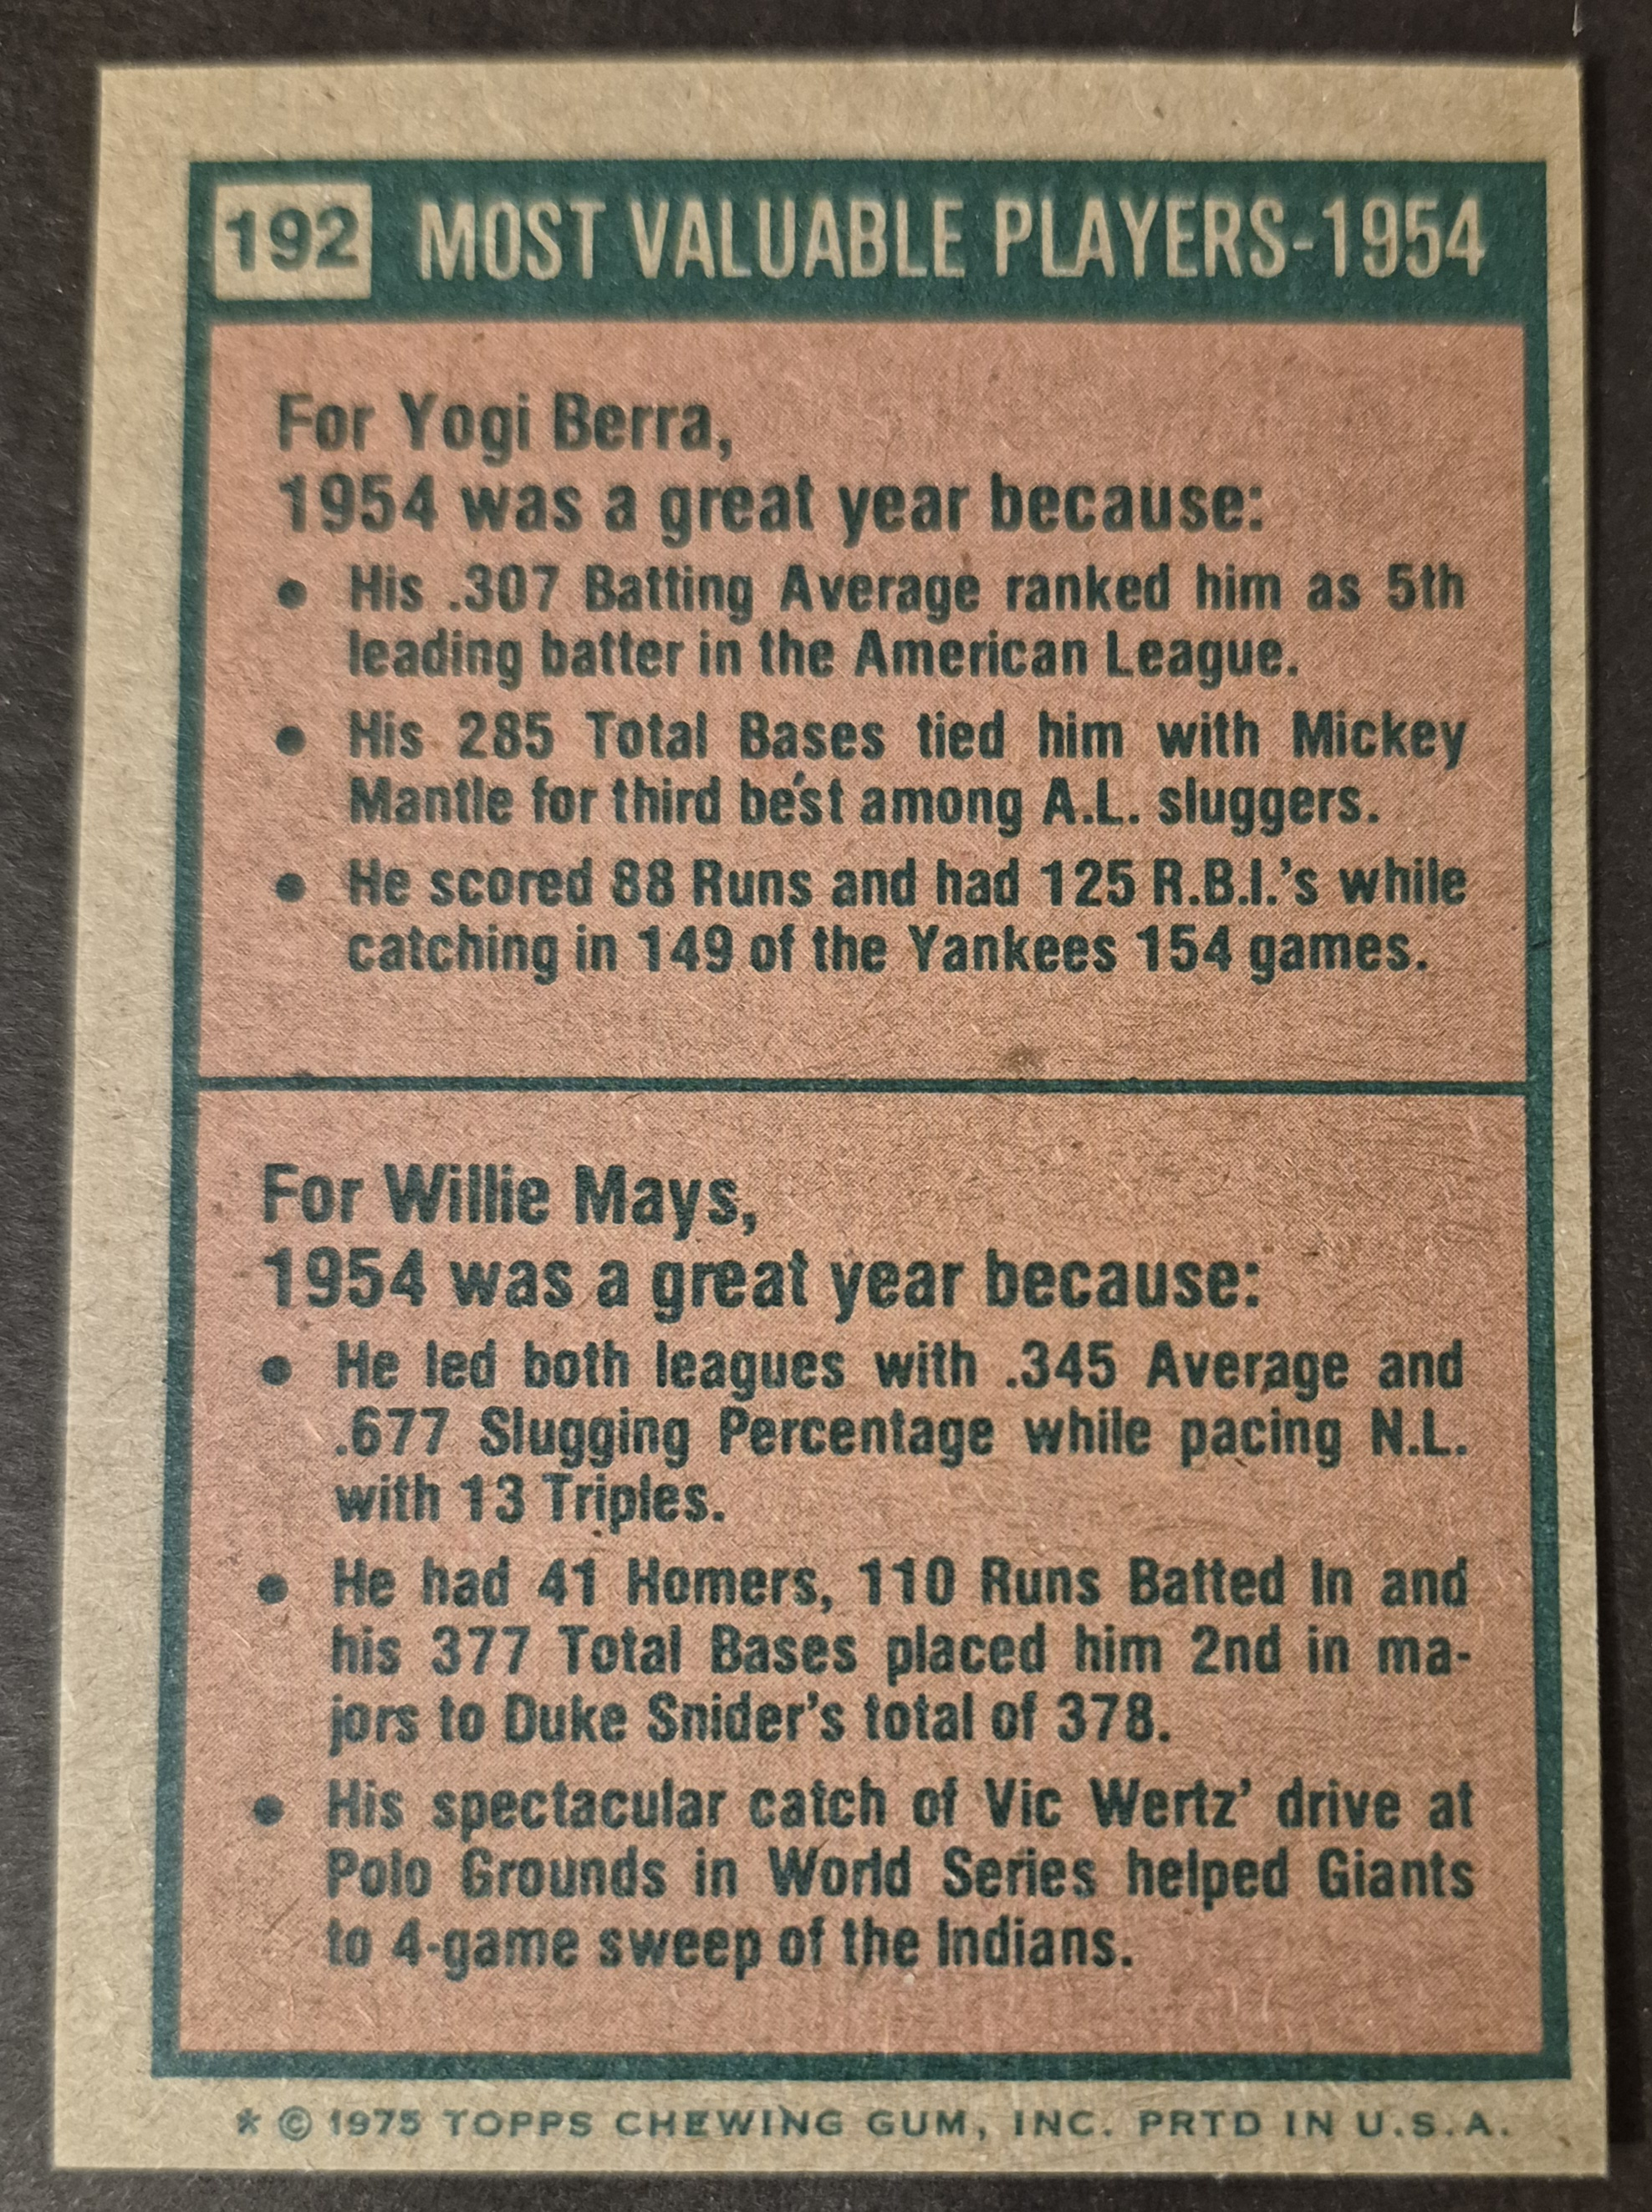 192 MOST VALUABLE PLAYERS-1954
For Yogi Berra,
1954 was a great year because:
• His .307 Batting Average ranked him as 5th
leading batter in the American League.
• His 285 Total Bases tied him with Mickey
Mantle for third best among A.L. sluggers.
• He scored 88 Runs and had 125 R.B.I.'s while
catching in 149 of the Yankees 154 games.
For Willie Mays,
1954 was a great year because:
• He led both leagues with .345 Average and
.677 Slugging Percentage while pacing N.L.
with 13 Triples.
• He had 41 Homers, 110 Runs Batted In and
his 377 Total Bases placed him 2nd in ma-
jors to Duke Snider's total of 378.
• His spectacular catch of Vic Wertz' drive at
Polo Grounds in World Series helped Giants
to 4-game sweep of the Indians.
* © 1975 TOPPS CHEWING GUM, INC. PRTD IN U.S.A.